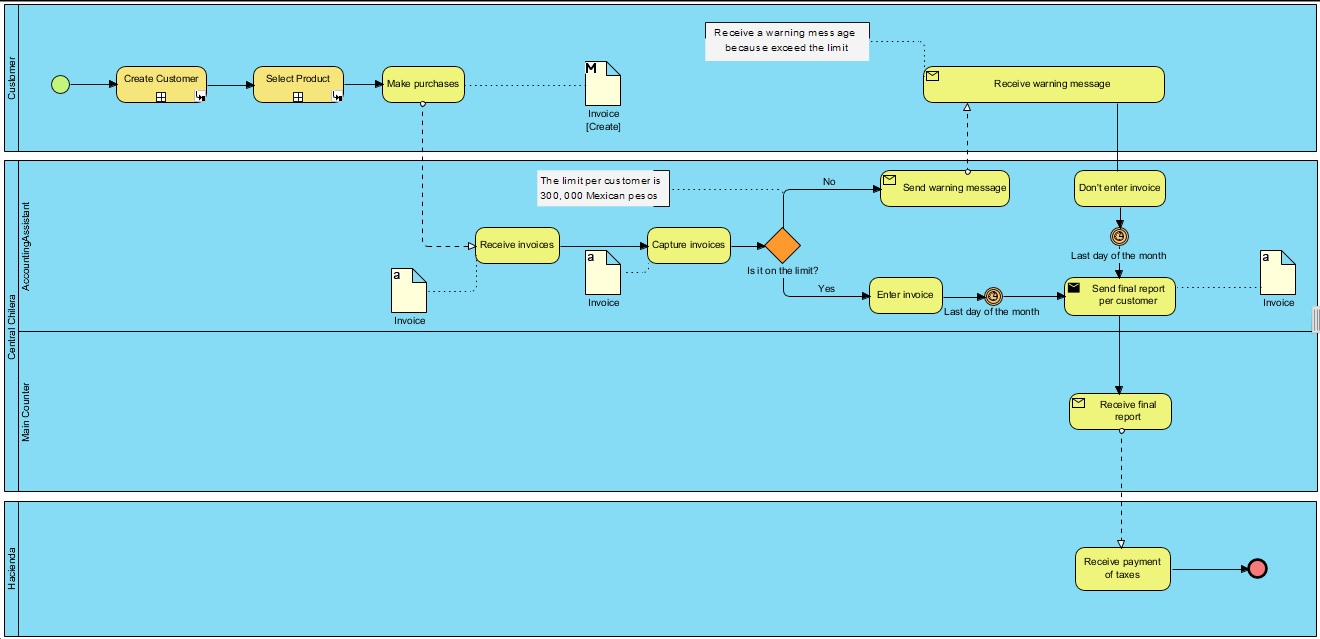 Customer
Receive a warning mess age
because exceed the limit
Create Customer
Select Product
Make purchases
M
Invoice
[Create]
Receive warning message
Central Chilera
AccountingAssistant
The limit per customer is
300, 000 Mexican pesos
No
Send warning message
Don't enter invoice
Receive invoices
Capture invoices
Is it on the limit?
Last day of the month
a
Invoice
a
Invoice
Yes
Enter invoice
Last day of the month
Send final report
per customer
a
Invoice
Main Counter
Receive final
report
Hacienda
Receive payment
of taxes